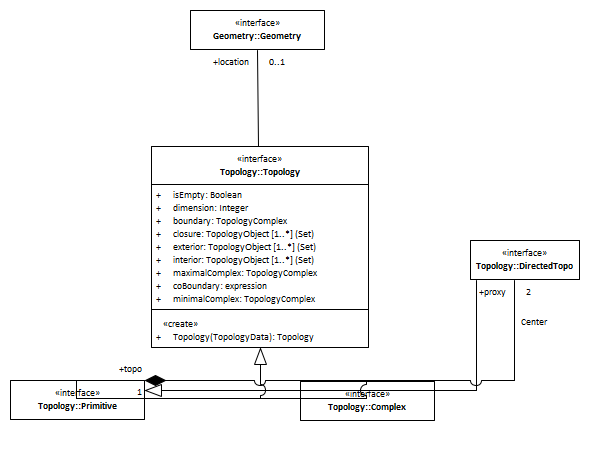 «interface»
Geometry::Geometry
+location 0..1
«interface»
Topology::Topology
+ isEmpty: Boolean
+ dimension: Integer
+ boundary: TopologyComplex
+ closure: TopologyObject [1..*] (Set)
+ exterior: TopologyObject [1..*] (Set)
+ interior: TopologyObject [1..*] (Set)
+ maximalComplex: TopologyComplex
+ coBoundary: expression
+ minimalComplex: TopologyComplex
«create»
+ Topology(TopologyData): Topology
«interface»
Topology::DirectedTopo
+proxy 2
Center
+topo
1
«interface»
Topology::Primitive
«interface»
Topology::Complex